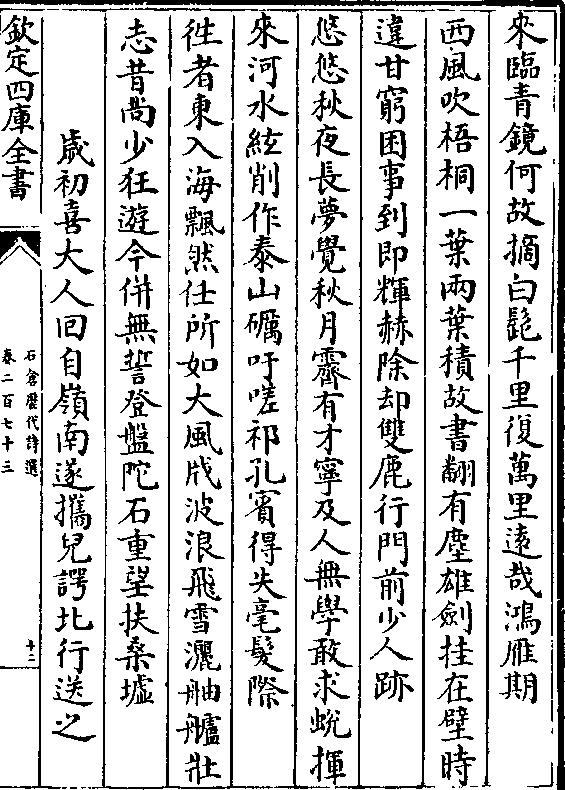 來臨青鏡何故摘白髭千里復萬里遠哉鴻雁期
西風吹梧桐一葉兩葉積故書翻有塵雄劍挂在壁時
違甘窮困事到即輝赫除却雙鹿行門前少人跡
悠悠秋夜長夢覺秋月霽有才寧及人無學敢求蛻揮
來河水絃削作泰山礪吁嗟祁孔賓得失毫髮際
徃者東入海飄然任所如大風戕波浪飛雪灑舳艫壯
志昔尚少狂遊今併無誓登盤陀石重望扶桑墟
歳初喜大人囘自嶺南遂攜兒諤北行送之
欽定四庫全書
石倉歷代詩選
卷二百七十三
十二